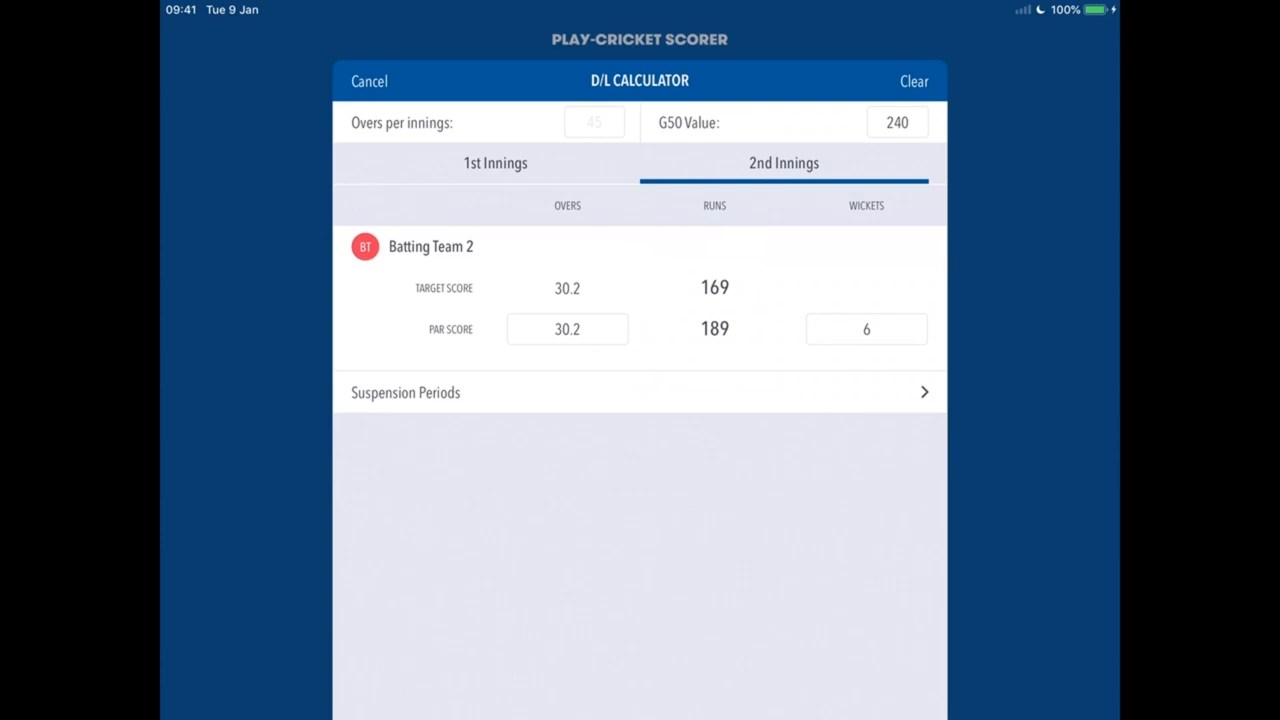 09:41 Tue 9 Jan 100%
PLAY-CRICKET SCORER
Cancel D/L CALCULATOR Clear
Overs per innings: 45 G50 Value: 240
1st Innings 2nd Innings
OVERS RUNS WICKETS
BT Batting Team 2
TARGET SCORE 30.2 169
PAR SCORE 30.2 189 6
Suspension Periods